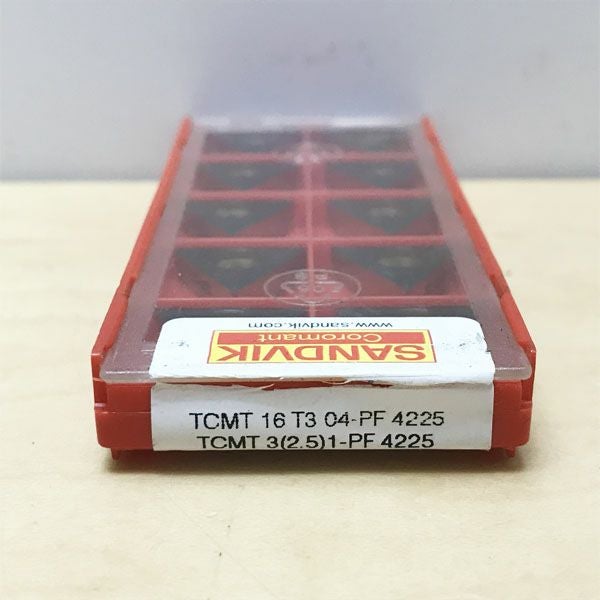 www.sandvik.com
SANDVIK
Coromant
TCMT 16 T3 04-PF 4225
TCMT 3(2.5)1-PF 4225